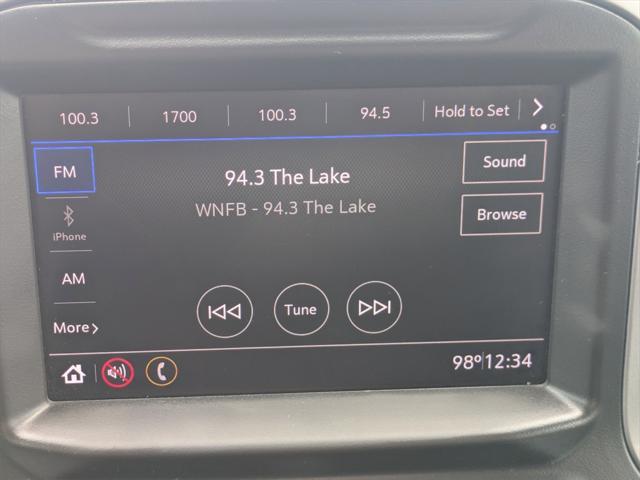 100.3 1700 100.3 94.5 Hold to Set
FM
94.3 The Lake
Sound
WNFB - 94.3 The Lake
Browse
iPhone
AM
Tune
More
98° 12:34